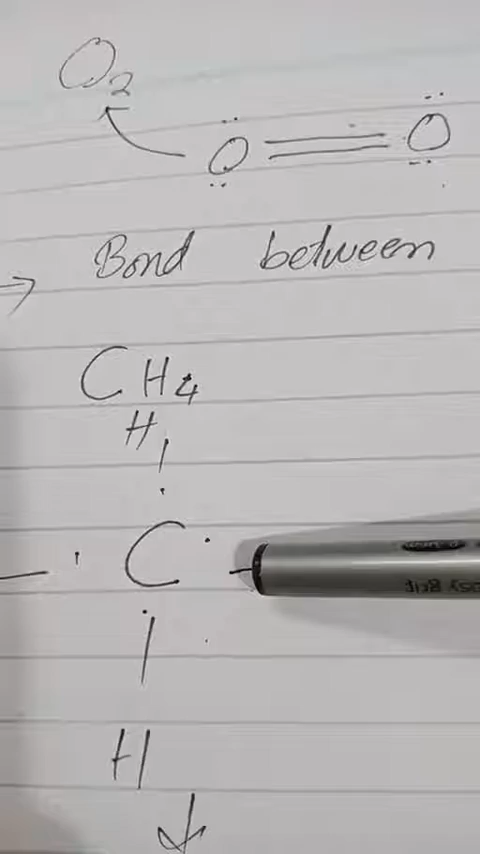 O2
O = O
→ Bond between
CH4
H
C
H